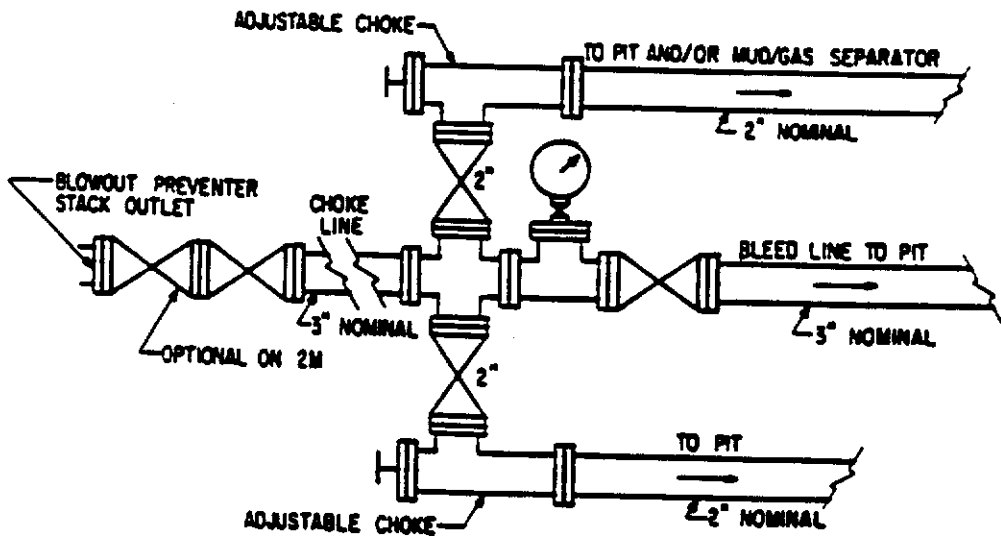 ADJUSTABLE CHOKE
TO PIT AND/OR MUD/GAS SEPARATOR
2" NOMINAL
2"
BLOWOUT PREVENTER
STACK OUTLET
CHOKE
LINE
BLEED LINE TO PIT
3" NOMINAL
3" NOMINAL
OPTIONAL ON 2M
2"
TO PIT
2" NOMINAL
ADJUSTABLE CHOKE